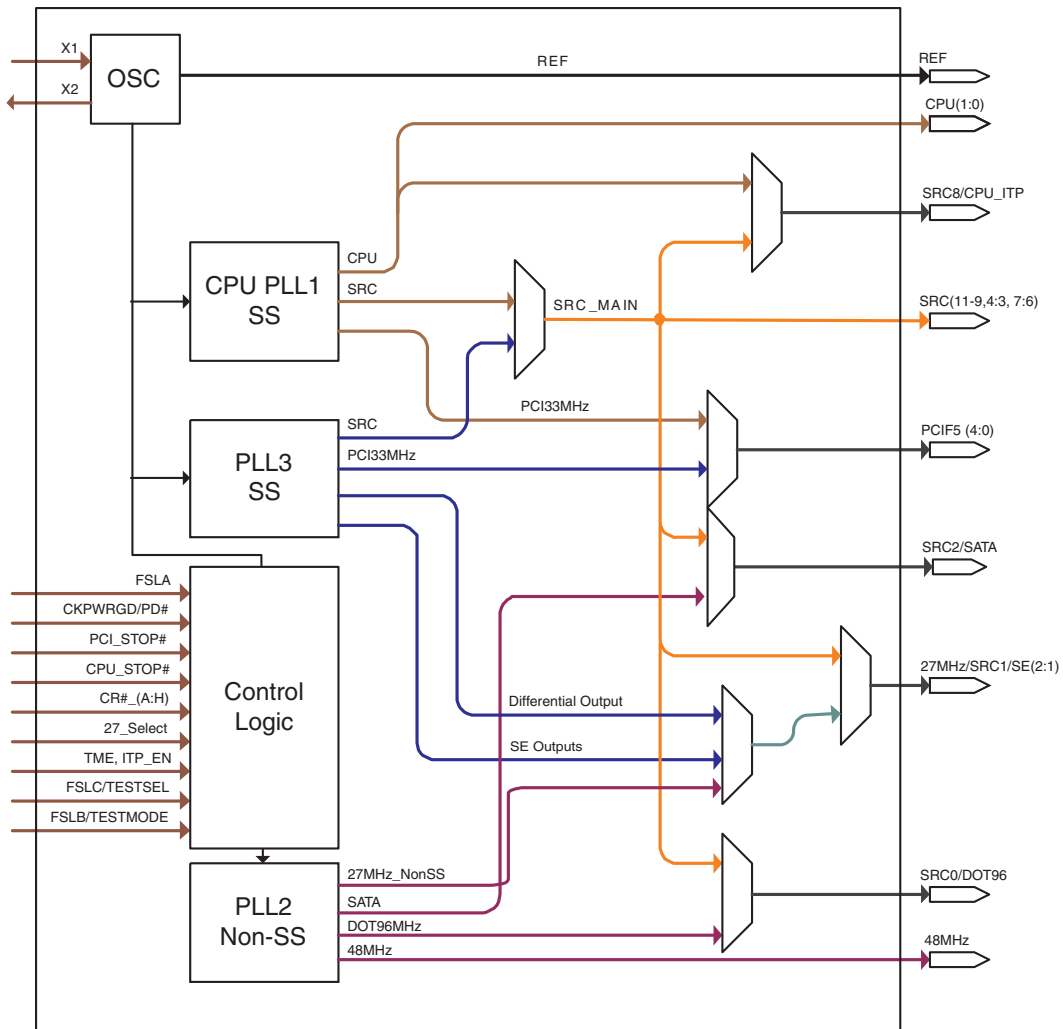 X1
X2
OSC
REF
REF
CPU(1:0)
SRC8/CPU_ITP
CPU PLL1
SS
CPU
SRC
SRC_MAIN
SRC(11-9,4:3, 7:6)
PCI33MHz
PCIF5 (4:0)
PLL3
SS
SRC
PCI33MHz
SRC2/SATA
FSLA
CKPWRGD/PD#
PCI_STOP#
CPU_STOP#
CR#_(A:H)
27_Select
TME, ITP_EN
FSLC/TESTSEL
FSLB/TESTMODE
Control
Logic
Differential Output
SE Outputs
27MHz/SRC1/SE(2:1)
PLL2
Non-SS
27MHz_NonSS
SATA
DOT96MHz
48MHz
SRC0/DOT96
48MHz